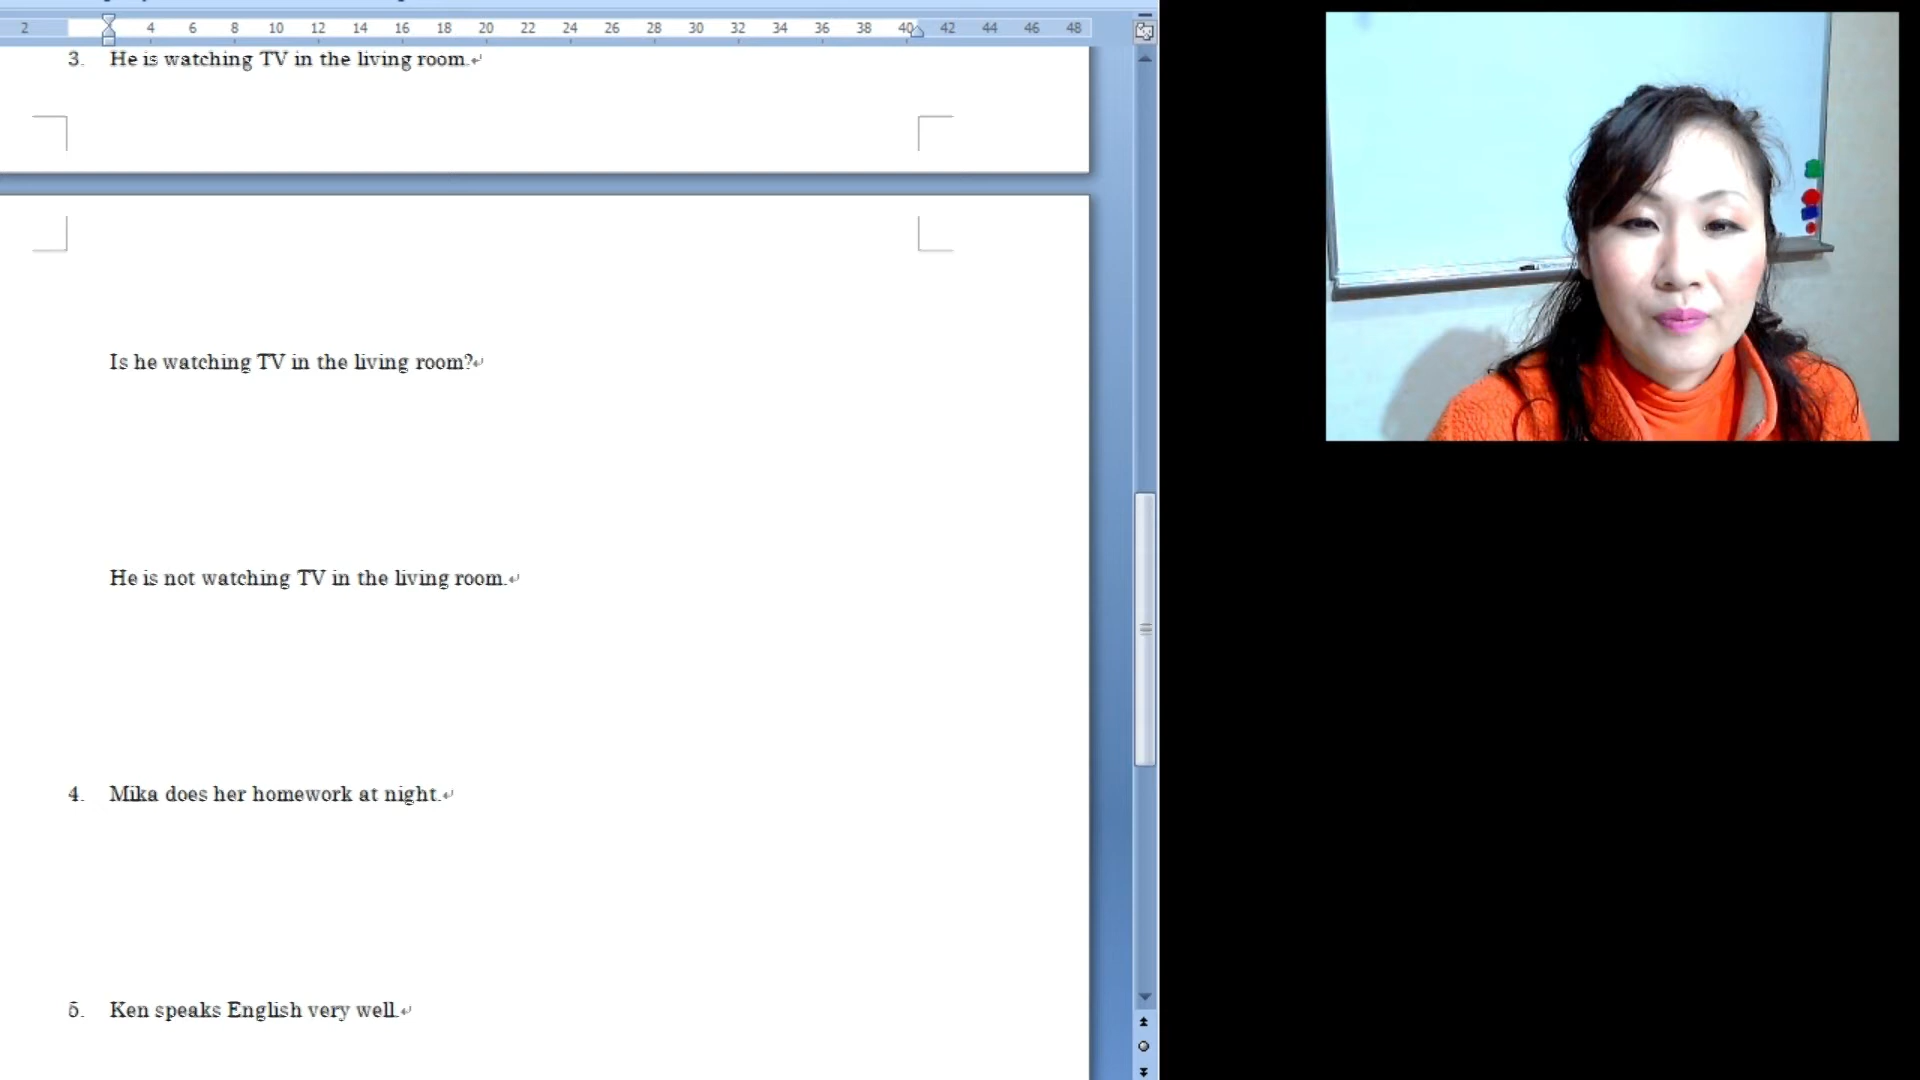 2 4 6 8 10 12 14 16 18 20 22 24 26 28 30 32 34 36 38 40 42 44 46 48
3. He is watching TV in the living room.
Is he watching TV in the living room?
He is not watching TV in the living room.
4. Mika does her homework at night.
5. Ken speaks English very well.